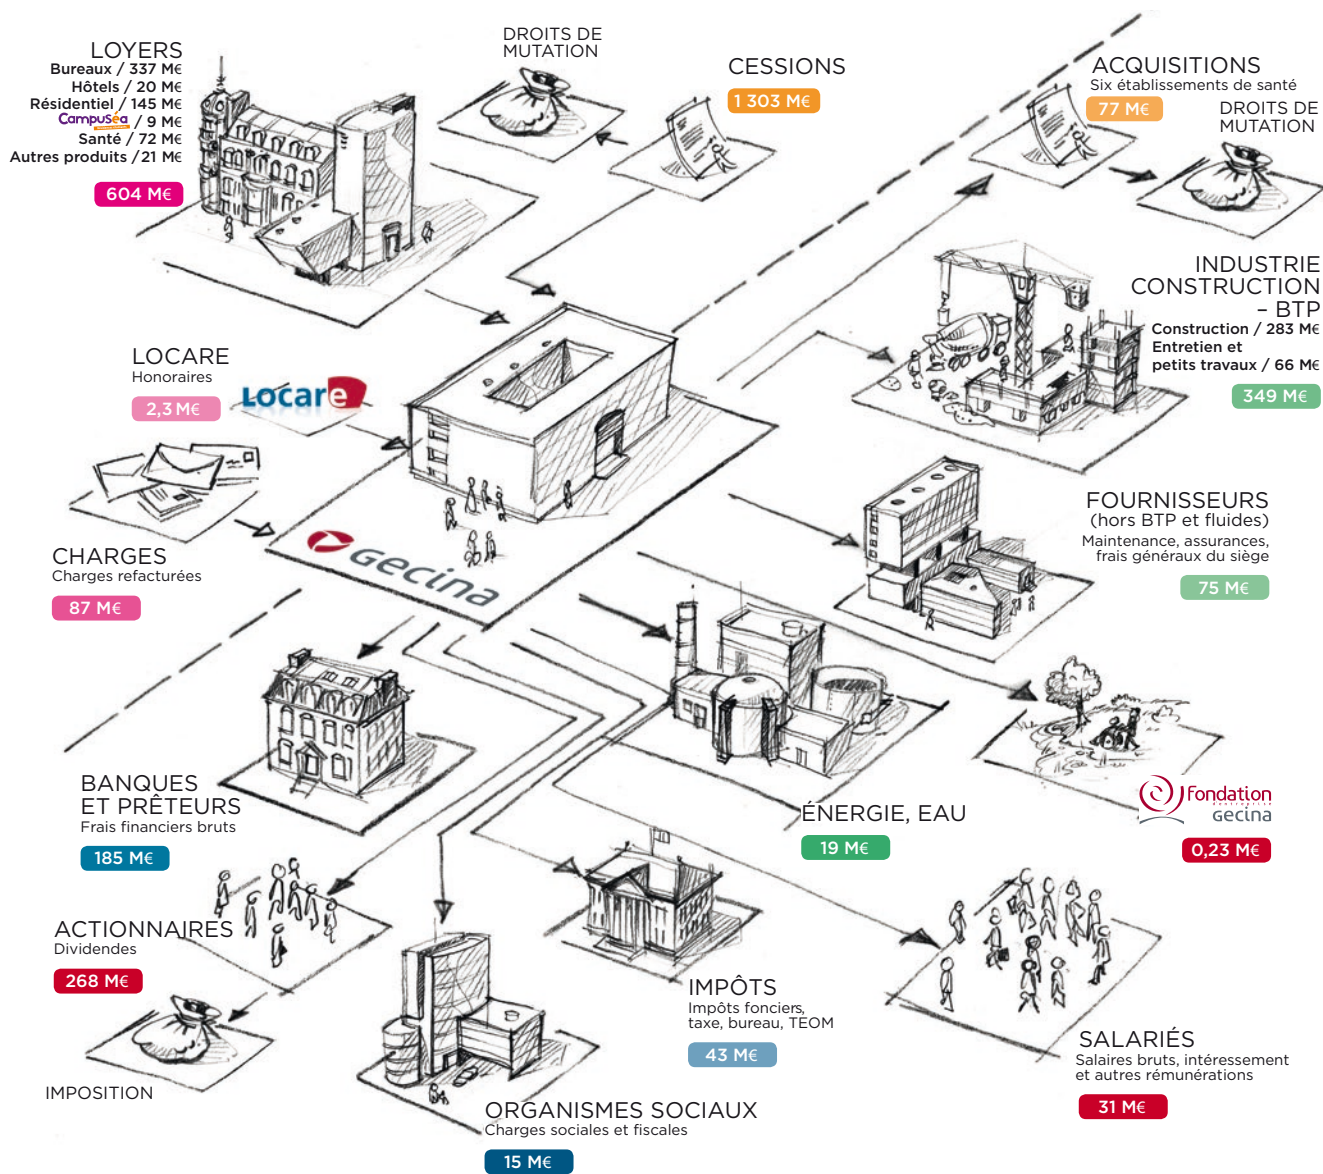 LOYERS
Bureaux / 337 M€
Hôtels / 20 M€
Résidentiel / 145 M€
CampuSéa / 9 M€
Santé / 72 M€
Autres produits / 21 M€
604 M€
DROITS DE
MUTATION
CESSIONS
1 303 M€
ACQUISITIONS
Six établissements de santé
77 M€
DROITS DE
MUTATION
INDUSTRIE
CONSTRUCTION
– BTP
Construction / 283 M€
Entretien et
petits travaux / 66 M€
349 M€
LOCARE
Honoraires
2,3 M€
Locare
CHARGES
Charges refacturées
87 M€
Gecina
FOURNISSEURS
(hors BTP et fluides)
Maintenance, assurances,
frais généraux du siège
75 M€
BANQUES
ET PRÊTEURS
Frais financiers bruts
185 M€
ÉNERGIE, EAU
19 M€
Fondation
gecina
0,23 M€
ACTIONNAIRES
Dividendes
268 M€
IMPOSITION
IMPÔTS
Impôts fonciers,
taxe, bureau, TEOM
43 M€
SALARIÉS
Salaires bruts, intéressement
et autres rémunérations
31 M€
ORGANISMES SOCIAUX
Charges sociales et fiscales
15 M€